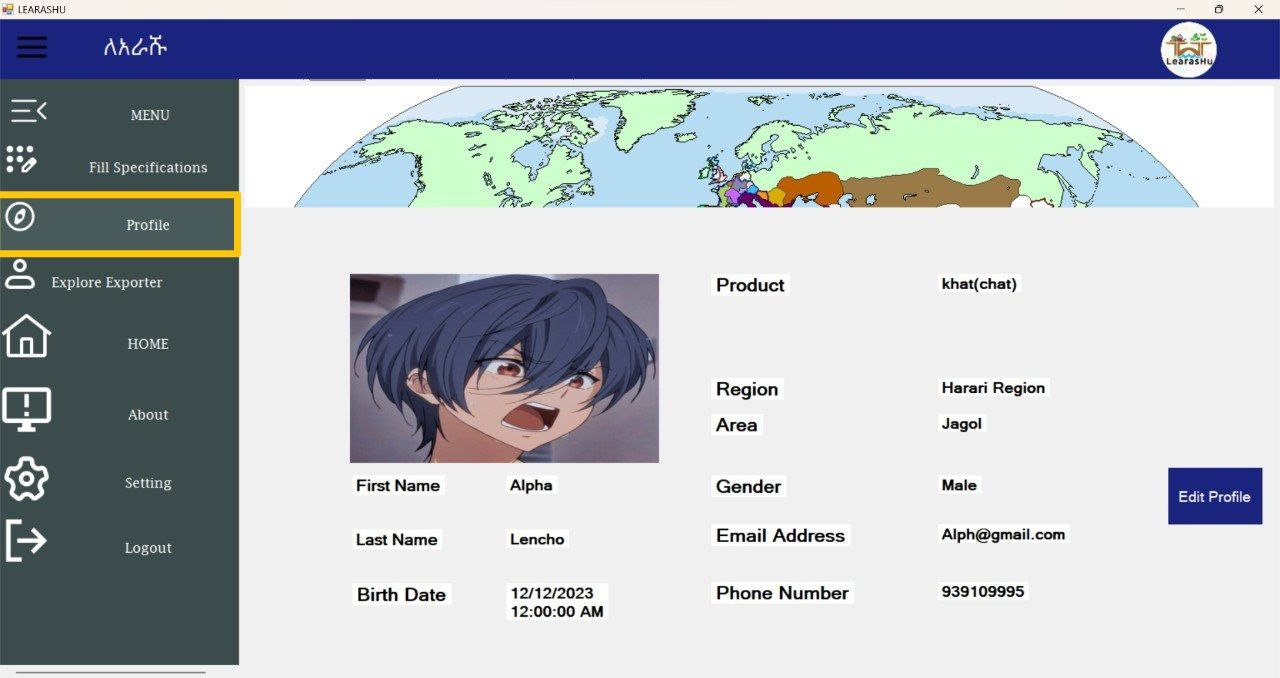 LEARASHU
ለአራሹ
LearasHu
MENU
Fill Specifications
Profile
Explore Exporter
HOME
About
Setting
Logout
Product khat(chat)
Region Harari Region
Area Jagol
First Name Alpha
Gender Male
Edit Profile
Last Name Lencho
Email Address Alph@gmail.com
Birth Date 12/12/2023
12:00:00 AM
Phone Number 939109995